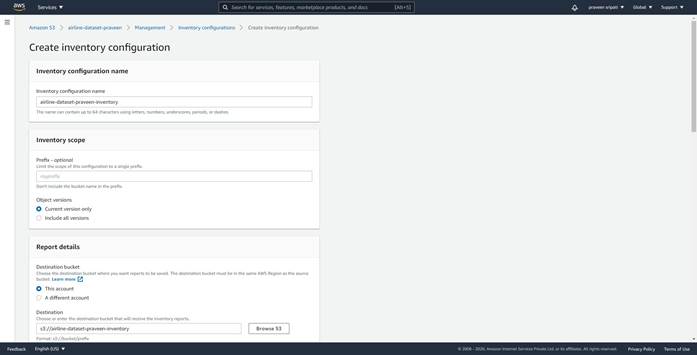 aws Services Search for services, features, marketplace products, and docs [Alt+S] praveen sripati Global Support
Amazon S3 airline-dataset-praveen Management Inventory configurations Create inventory configuration
Create inventory configuration
Inventory configuration name
Inventory configuration name
airline-dataset-praveen-inventory
The name can contain up to 64 characters using letters, numbers, underscores, periods, or dashes.
Inventory scope
Prefix - optional
Limit the scope of this configuration to a single prefix.
myprefix
Don't include the bucket name in the prefix.
Object versions
Current version only
Include all versions
Report details
Destination bucket
Choose the destination bucket where you want reports to be saved. The destination bucket must be in the same AWS Region as the source
bucket. Learn more
This account
A different account
Destination
Choose or enter the destination bucket that will receive the inventory reports.
s3://airline-dataset-praveen-inventory Browse S3
Format: s3://bucket/prefix
Feedback English (US) © 2008 - 2020, Amazon Internet Services Private Ltd. or its affiliates. All rights reserved. Privacy Policy Terms of Use